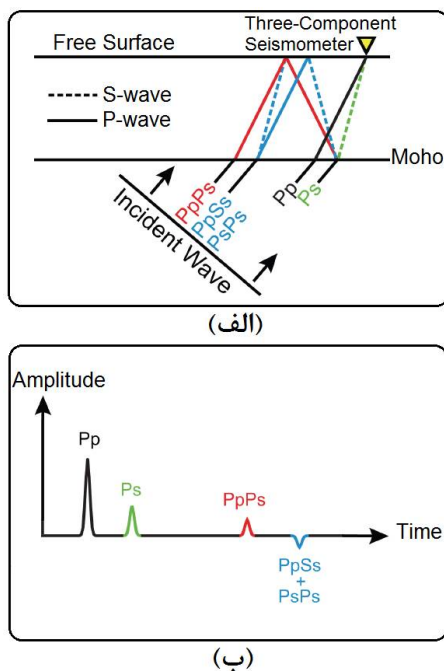 Three-Component
Free Surface
Seismometer
S-wave
P-wave
Moho
PpPs
PpSs
PsPs
Pp
Ps
Incident Wave
(الف)
Amplitude
Pp
Ps
PpPs
Time
PpSs
+
PsPs
(ب)